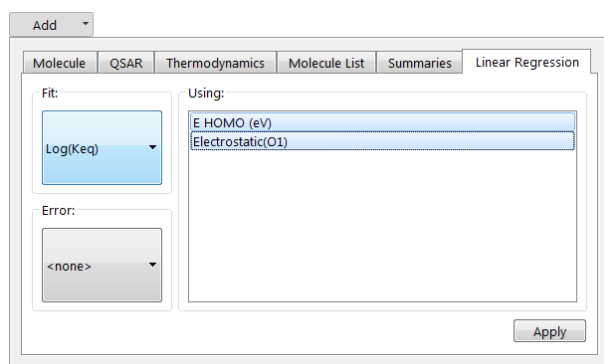 Add
Molecule QSAR Thermodynamics Molecule List Summaries Linear Regression
Fit:
Log(Keq)
Error:
<none>
Using:
E HOMO (eV)
Electrostatic(O1)
Apply